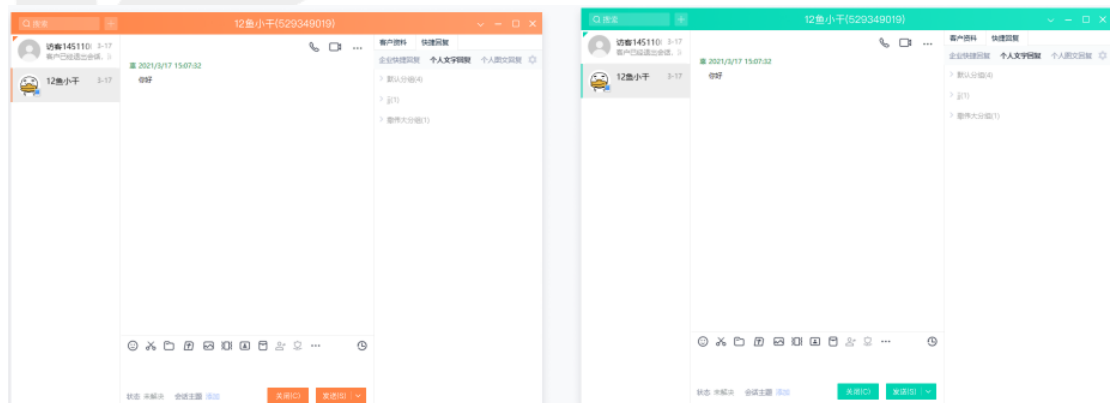 搜索
12鱼小干(529349019)
访客145110 3-17
客户已经退出会话,
12鱼小干 3-17
2021/3/17 15:07:32
你好
客户资料 快捷回复
企业快捷回复 个人文字回复 个人图文回复
默认分组(4)
jj(1)
分组(1)
状态 未解决 会话主题 添加
关闭(C) 发送(S)
搜索
12鱼小干(529349019)
访客145110 3-17
客户已经退出会话,
12鱼小干 3-17
2021/3/17 15:07:32
你好
客户资料 快捷回复
企业快捷回复 个人文字回复 个人图文回复
默认分组(4)
jj(1)
分组(1)
状态 未解决 会话主题 添加
关闭(C) 发送(S)